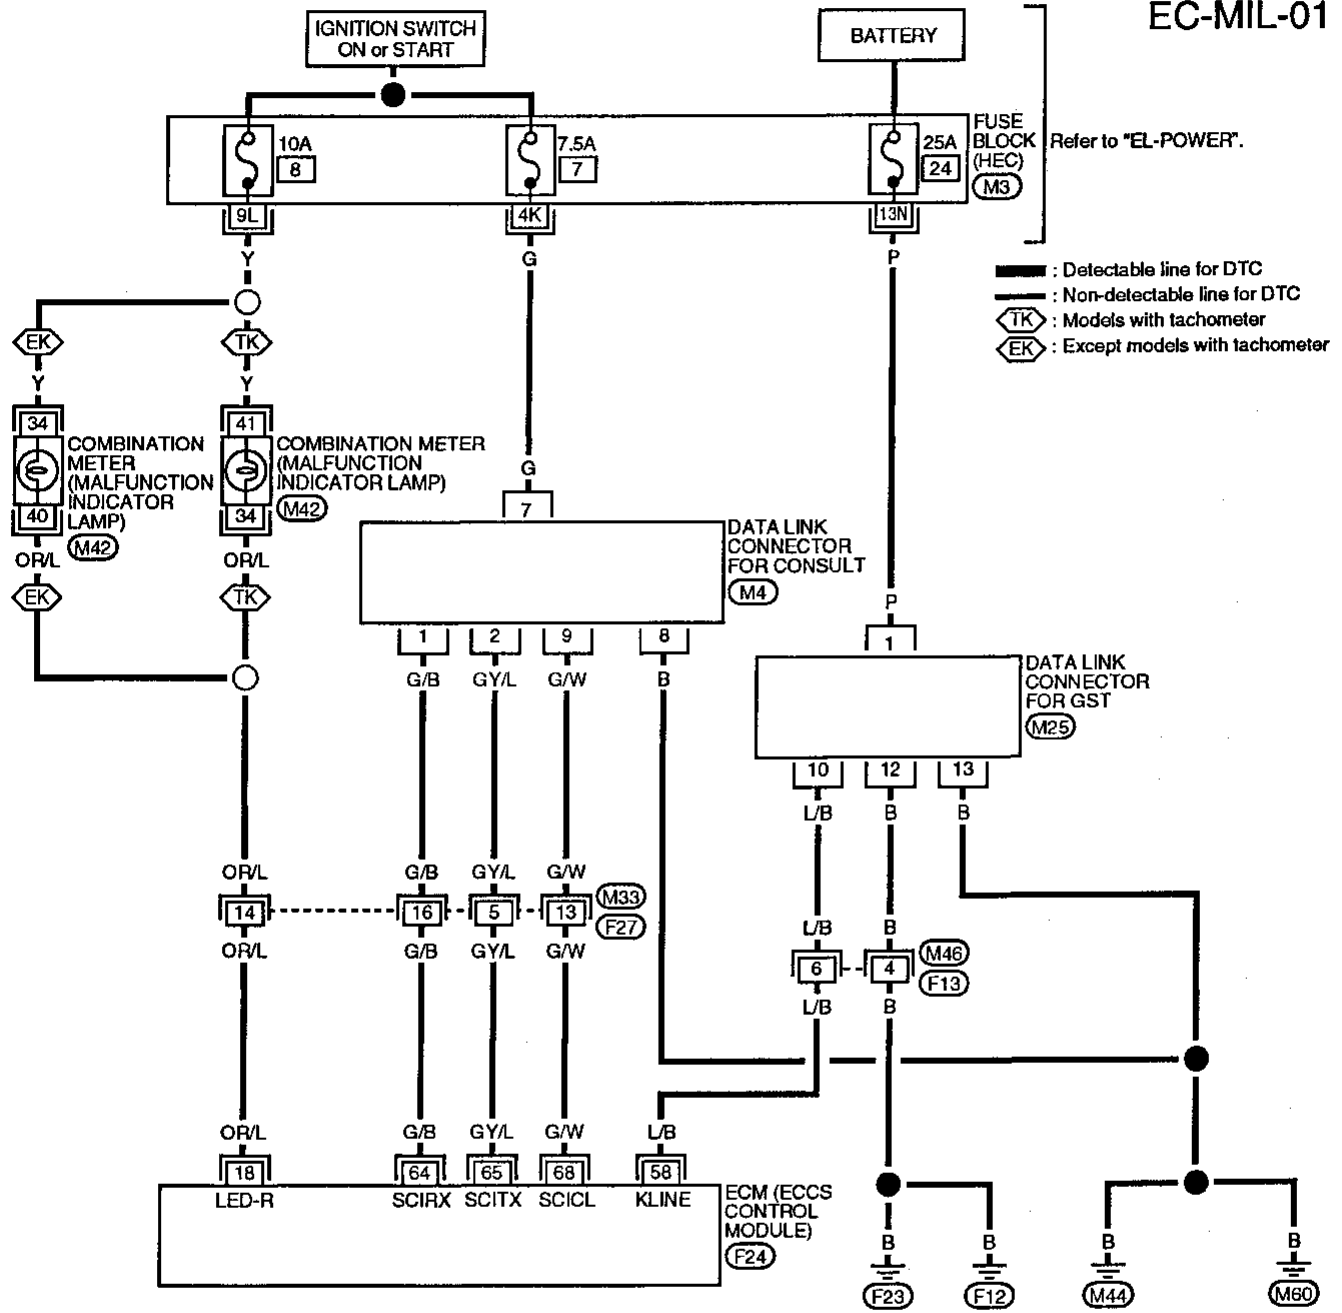 EC-MIL-01
IGNITION SWITCH
ON or START
BATTERY
10A
8
7.5A
7
25A
24
FUSE
BLOCK
(HEC)
M3
Refer to "EL-POWER".
9L
4K
13N
Y
G
P
: Detectable line for DTC
: Non-detectable line for DTC
TK : Models with tachometer
EK : Except models with tachometer
EK
TK
Y
Y
34
41
COMBINATION
METER
(MALFUNCTION
INDICATOR
LAMP)
M42
COMBINATION METER
(MALFUNCTION
INDICATOR LAMP)
M42
40
34
OR/L
OR/L
EK
TK
G
7
DATA LINK
CONNECTOR
FOR CONSULT
M4
1
2
9
8
G/B
GY/L
G/W
B
P
1
DATA LINK
CONNECTOR
FOR GST
M25
10
12
13
L/B
B
B
OR/L
G/B
GY/L
G/W
14
16
5
13
M33
F27
OR/L
G/B
GY/L
G/W
L/B
B
6
4
M46
F13
L/B
B
OR/L
G/B
GY/L
G/W
L/B
18
64
65
68
58
LED-R
SCIRX
SCITX
SCICL
KLINE
ECM (ECCS
CONTROL
MODULE)
F24
B
B
B
B
F23
F12
M44
M60